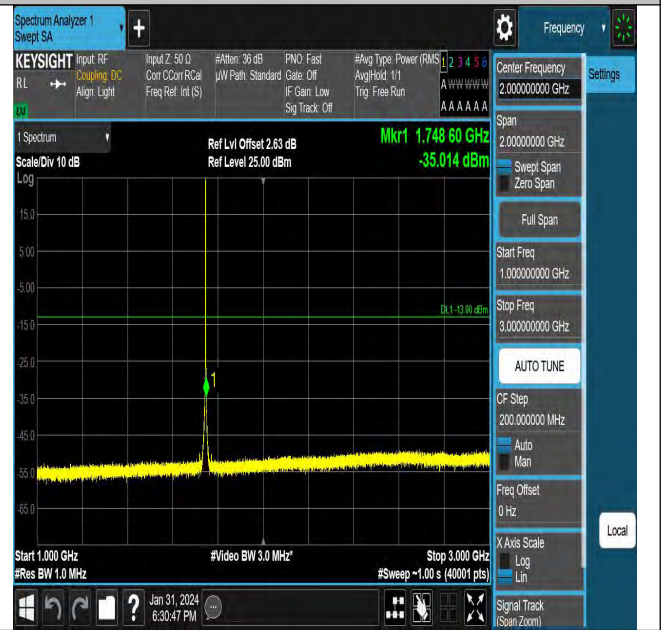 Spectrum Analyzer 1
Swept SA
+
Frequency
KEYSIGHT
RL
Input: RF
Coupling: DC
Align: Light
Input Z: 50 Ω
Corr CCorr RCal
Freq Ref: Int (S)
#Atten: 36 dB
µW Path: Standard
PNO: Fast
Gate: Off
IF Gain: Low
Sig Track: Off
#Avg Type: Power (RMS
Avg|Hold: 1/1
Trig: Free Run
1 2 3 4 5 6
A W W W W W
A A A A A A
1 Spectrum
Scale/Div 10 dB
Log
Ref Lvl Offset 2.63 dB
Ref Level 25.00 dBm
Mkr1 1.748 60 GHz
-35.014 dBm
15.0
5.00
-5.00
DL1 -13.00 dBm
-15.0
-25.0
1
-35.0
-45.0
-55.0
-65.0
Start 1.000 GHz
#Res BW 1.0 MHz
#Video BW 3.0 MHz*
Stop 3.000 GHz
#Sweep ~1.00 s (40001 pts)
Center Frequency
2.000000000 GHz
Settings
Span
2.00000000 GHz
Swept Span
Zero Span
Full Span
Start Freq
1.000000000 GHz
Stop Freq
3.000000000 GHz
AUTO TUNE
CF Step
200.000000 MHz
Auto
Man
Freq Offset
0 Hz
X Axis Scale
Log
Lin
Local
Signal Track
(Span Zoom)
?
Jan 31, 2024
6:30:47 PM